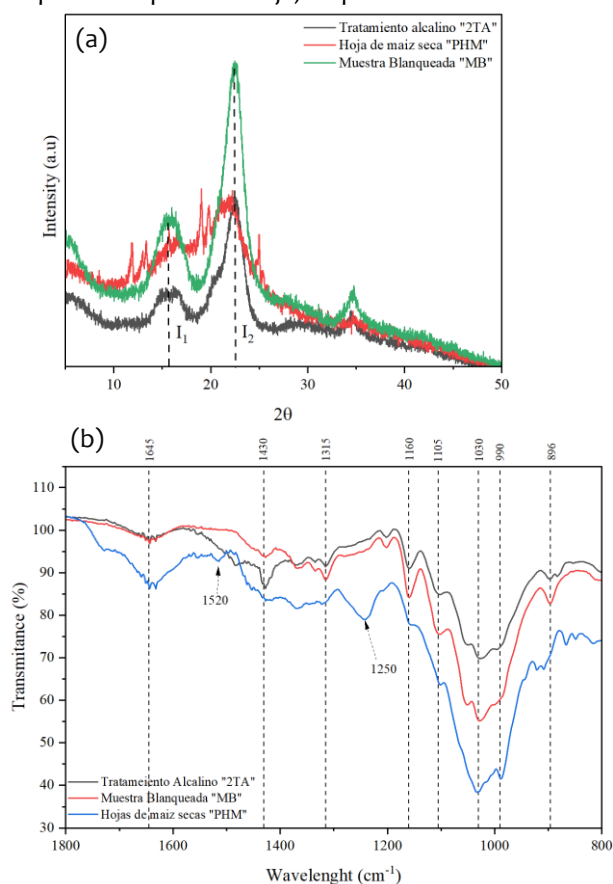 (a)
Tratamiento alcalino "2TA"
Hoja de maiz seca "PHM"
Muestra Blanqueada "MB"
Intensity (a.u)
I1
I2
10
20
30
40
50
2θ
(b)
1645
1430
1315
1160
1105
1030
990
896
110
100
90
80
70
60
50
40
30
1520
1250
Transmitance (%)
Tratamiento Alcalino "2TA"
Muestra Blanqueada "MB"
Hojas de maiz secas "PHM"
1800
1600
1400
1200
1000
800
Wavelenght (cm⁻¹)